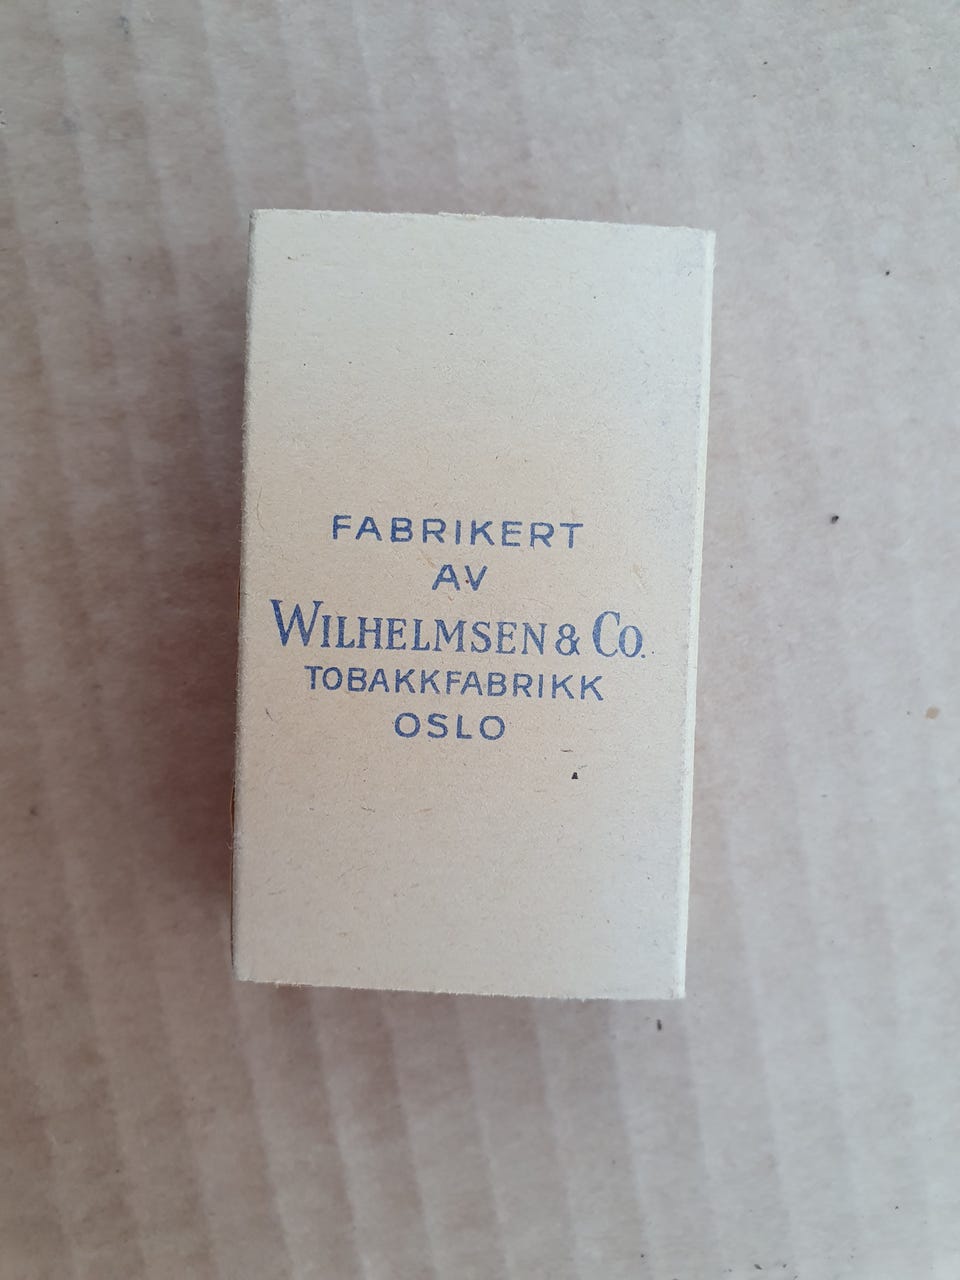 FABRIKERT
AV
WILHELMSEN & Co.
TOBAKKFABRIKK
OSLO